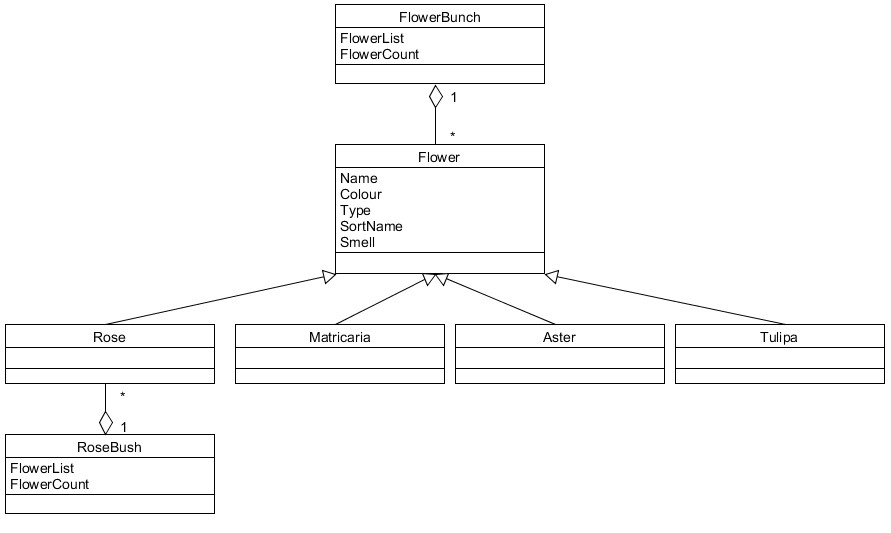 FlowerBunch
FlowerList
FlowerCount
1
*
Flower
Name
Colour
Type
SortName
Smell
Rose
Matricaria
Aster
Tulipa
*
1
RoseBush
FlowerList
FlowerCount